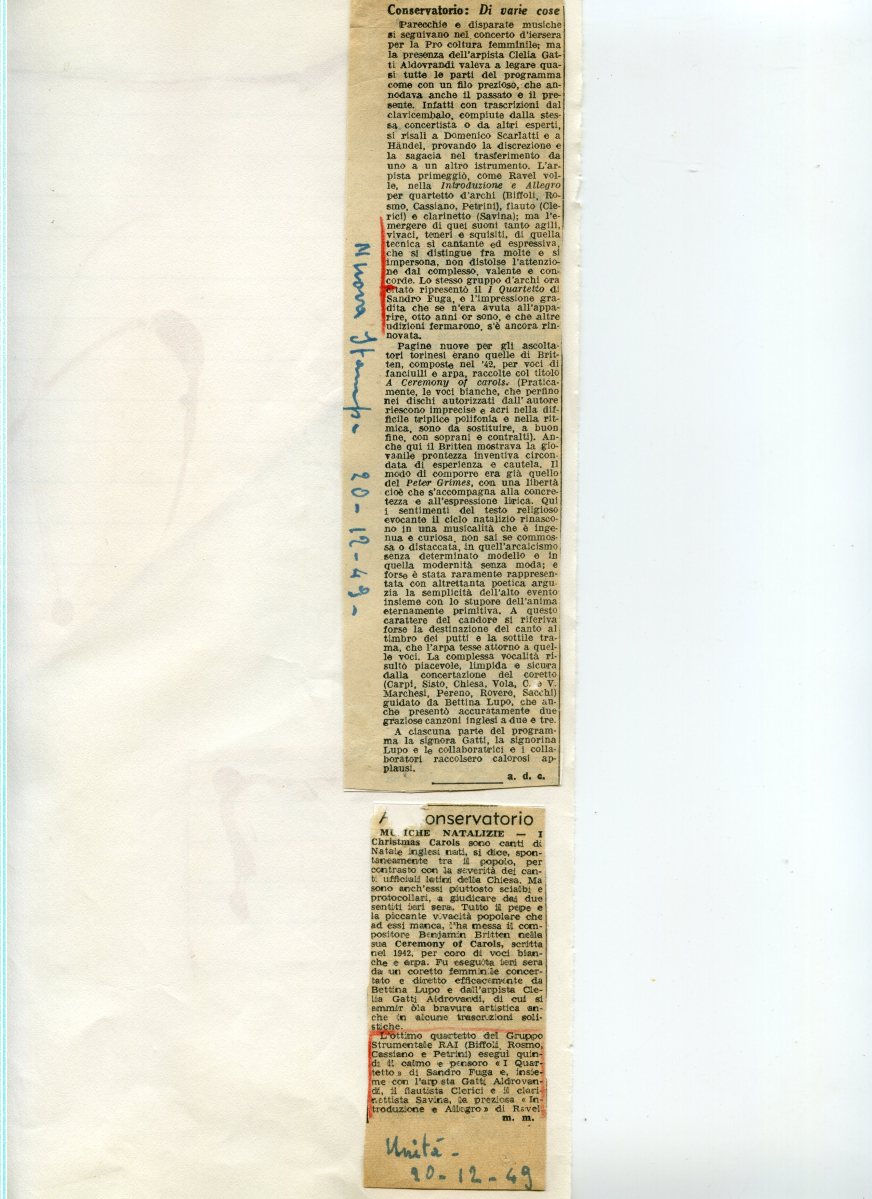 Conservatorio: Di varie cose
Parecchie e disparate musiche
si seguivano nel concerto d'iersera
per la Pro coltura femminile; ma
la presenza dell'arpista Clelia Gat-
ti Aldovrandi valeva a legare qua-
si tutte le parti del programma
come con un filo prezioso, che an-
nodava anche il passato e il pre-
sente. Infatti con trascrizioni dal
clavicembalo, compiute dalla stes-
sa concertista o da altri esperti,
si risalì a Domenico Scarlatti e a
Händel, provando la discrezione e
la sagacia nel trasferimento da
uno a un altro istrumento. L'ar-
pista primeggiò, come Ravel vol-
le, nella Introduzione e Allegro
per quartetto d'archi (Biffoli, Ro-
smo, Cassiano, Petrini), flauto (Cle-
rici) e clarinetto (Savina); ma l'e-
mergere di quei suoni tanto agili,
vivaci, teneri e squisiti, di quella
tecnica sì cantante ed espressiva,
che si distingue fra molte e si
impersona, non distolse l'attenzio-
ne dal complesso, valente e con-
corde. Lo stesso gruppo d'archi ora
citato ripresentò il I Quartetto di
Sandro Fuga, e l'impressione gra-
dita che se n'era avuta all'appa-
rire, otto anni or sono, e che altre
udizioni fermarono, s'è ancora rin-
novata.
Pagine nuove per gli ascolta-
tori torinesi erano quelle di Brit-
ten, composte nel '42, per voci di
fanciulli e arpa, raccolte col titolo
A Ceremony of carols. (Pratica-
mente, le voci bianche, che perfino
nei dischi autorizzati dall'autore
riescono imprecise e acri nella dif-
ficile triplice polifonia e nella rit-
mica, sono da sostituire, a buon
fine, con soprani e contralti). An-
che qui il Britten mostrava la gio-
vanile prontezza inventiva circon-
data di esperienza e cautela. Il
modo di comporre era già quello
del Peter Grimes, con una libertà
cioè che s'accompagna alla concre-
tezza e all'espressione lirica. Qui
i sentimenti del testo religioso
evocante il ciclo natalizio rinasco-
no in una musicalità che è inge-
nua e curiosa, non sai se commos-
sa o distaccata, in quell'arcaicismo
senza determinato modello e in
quella modernità senza moda; e
forse è stata raramente rappresen-
tata con altrettanta poetica argu-
zia la semplicità dell'alto evento
insieme con lo stupore dell'anima
eternamente primitiva. A questo
carattere del candore si riferiva
forse la destinazione del canto al
timbro dei putti e la sottile tra-
ma, che l'arpa tesse attorno a quel-
le voci. La complessa vocalità ri-
sultò piacevole, limpida e sicura
dalla concertazione del coretto
(Carpi, Sisto, Chiesa, Vola, C. e V.
Marchesi, Pereno, Rovero, Sacchi)
guidato da Bettina Lupo, che an-
che presentò accuratamente due
graziose canzoni inglesi a due e tre.
A ciascuna parte del program-
ma la signora Gatti, la signorina
Lupo e le collaboratrici e i colla-
boratori raccolsero calorosi ap-
plausi.
a. d. c.
Nuova Stampa 20-12-49-
A onservatorio
MUSICHE NATALIZIE — I
Christmas Carols sono canti di
Natale inglesi nati, si dice, spon-
taneamente tra il popolo, per
contrasto con la severità dei can-
ti ufficiali latini della Chiesa. Ma
sono anch'essi piuttosto scialbi e
protocollari, a giudicare dai due
sentiti ieri sera. Tutto il pepe e
la piccante vivacità popolare che
ad essi manca, l'ha messa il com-
positore Benjamin Britten nella
sua Ceremony of Carols, scritta
nel 1942, per coro di voci bian-
che e arpa. Fu eseguita ieri sera
da un coretto femminile concer-
tato e diretto efficacemente da
Bettina Lupo e dall'arpista Cle-
lia Gatti Aldrovandi, di cui si
ammirò la bravura artistica an-
che in alcune trascrizioni soli-
stiche.
L'ottimo quartetto del Gruppo
Strumentale RAI (Biffoli, Rosmo,
Cassiano e Petrini) eseguì quin-
di il calmo e pensoro « I Quar-
tetto » di Sandro Fuga e, insie-
me con l'arpista Gatti Aldrovan-
di, il flautista Clerici e il clari-
nettista Savina, la preziosa « In-
troduzione e Allegro » di Ravel.
m. m.
Unità -
20-12-49